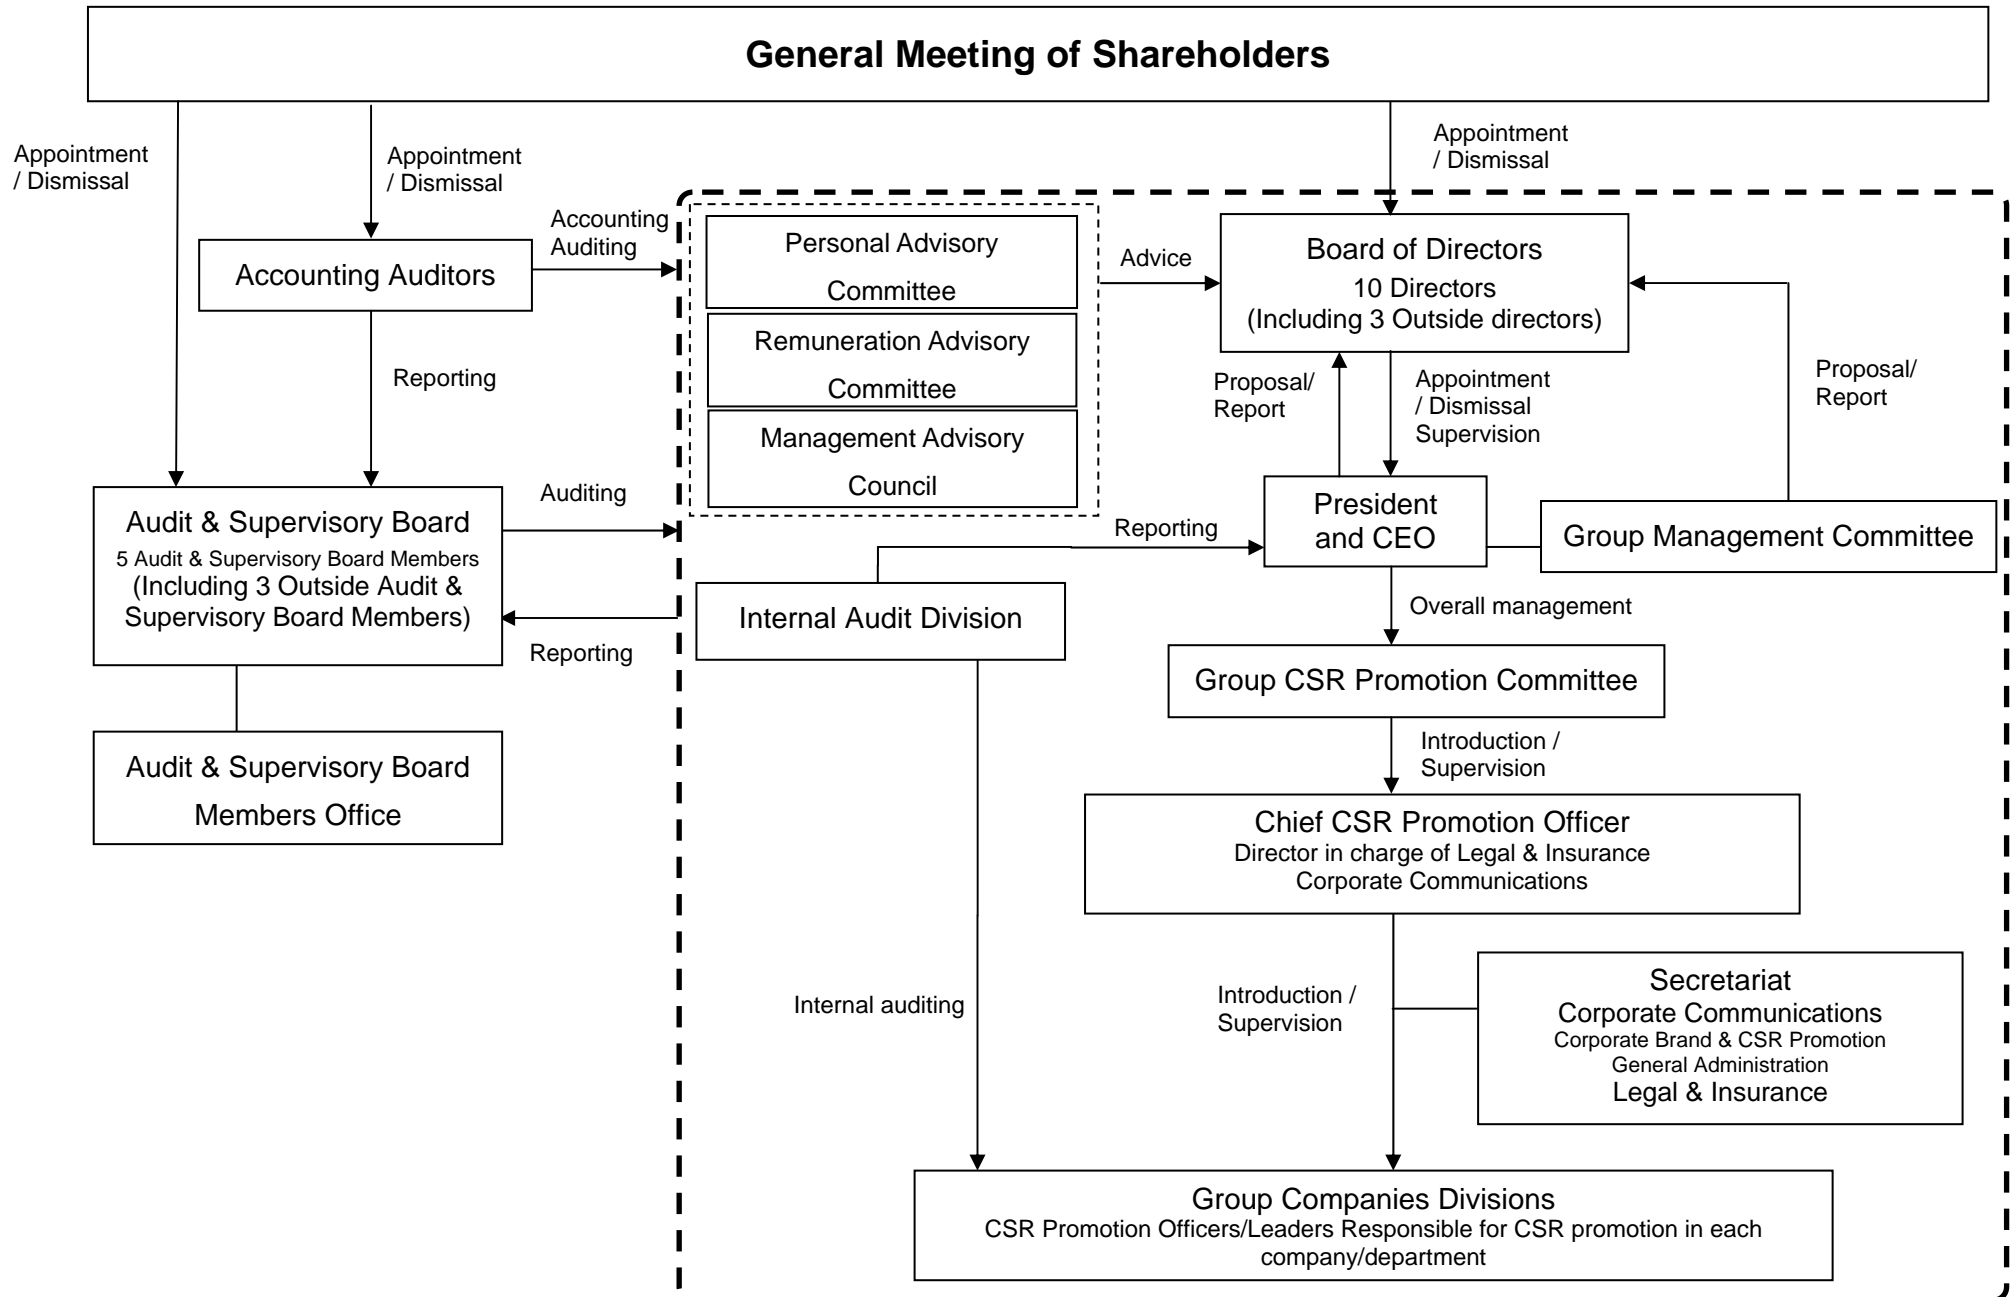 General Meeting of Shareholders
Appointment
/ Dismissal
Appointment
/ Dismissal
Appointment
/ Dismissal
Accounting
Auditing
Accounting Auditors
Personal Advisory
Committee
Remuneration Advisory
Committee
Management Advisory
Council
Advice
Board of Directors
10 Directors
(Including 3 Outside directors)
Reporting
Proposal/
Report
Appointment
/ Dismissal
Supervision
Proposal/
Report
Audit & Supervisory Board
5 Audit & Supervisory Board Members
(Including 3 Outside Audit &
Supervisory Board Members)
Auditing
Reporting
Reporting
President
and CEO
Group Management Committee
Internal Audit Division
Overall management
Group CSR Promotion Committee
Audit & Supervisory Board
Members Office
Introduction /
Supervision
Chief CSR Promotion Officer
Director in charge of Legal & Insurance
Corporate Communications
Internal auditing
Introduction /
Supervision
Secretariat
Corporate Communications
Corporate Brand & CSR Promotion
General Administration
Legal & Insurance
Group Companies Divisions
CSR Promotion Officers/Leaders Responsible for CSR promotion in each
company/department